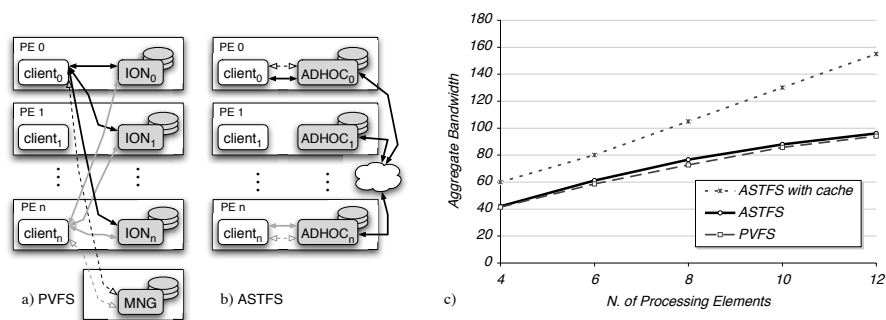 PE 0
client0
ION0
PE 1
client1
ION1
PE n
clientn
IONn
MNG
a) PVFS
PE 0
client0
ADHOC0
PE 1
client1
ADHOC1
PE n
clientn
ADHOCn
b) ASTFS
c)
Aggregate Bandwidth
180
160
140
120
100
80
60
40
20
0
4 6 8 10 12
N. of Processing Elements
ASTFS with cache
ASTFS
PVFS